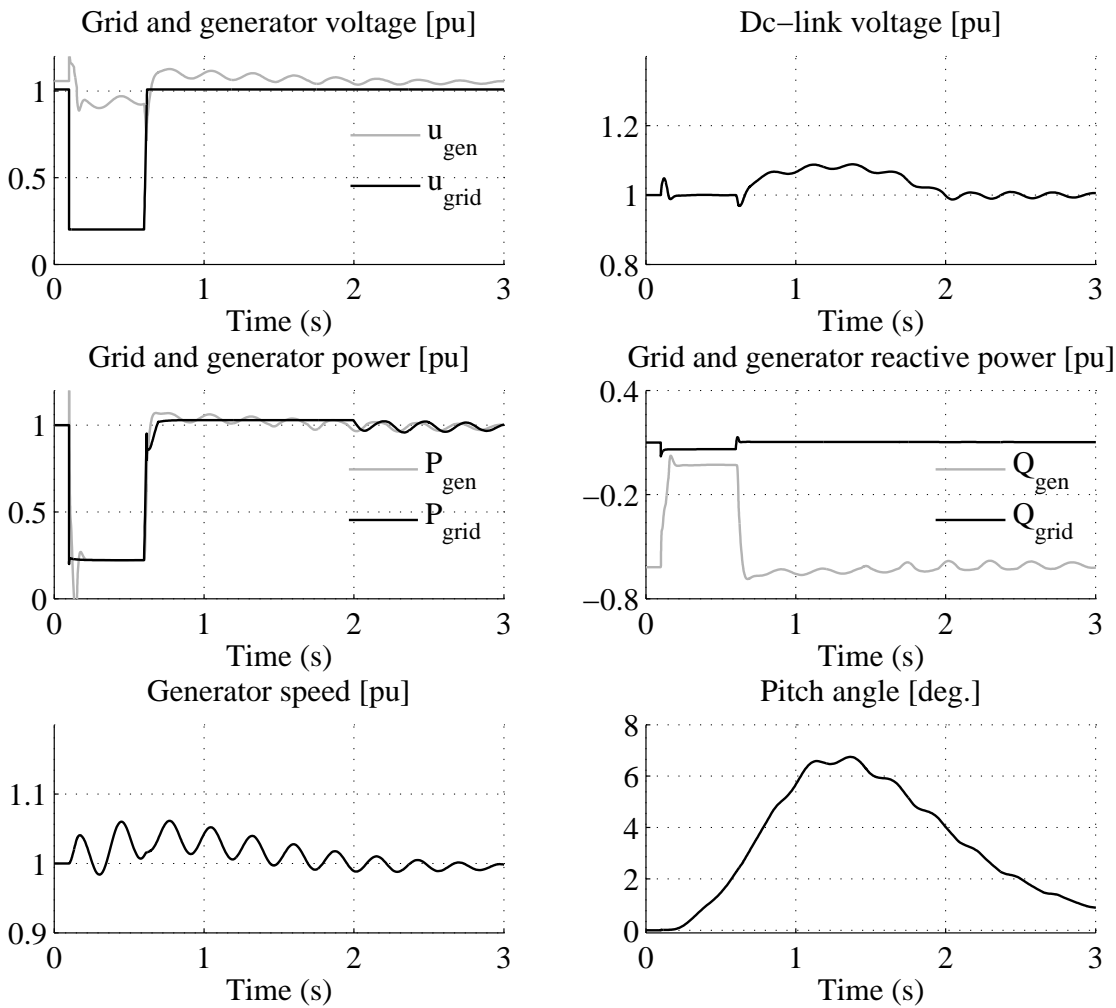 Grid and generator voltage [pu]
1
0.5
0
u_gen
u_grid
0 1 2 3
Time (s)
Dc−link voltage [pu]
1.2
1
0.8
0 1 2 3
Time (s)
Grid and generator power [pu]
1
0.5
0
P_gen
P_grid
0 1 2 3
Time (s)
Grid and generator reactive power [pu]
0.4
−0.2
−0.8
Q_gen
Q_grid
0 1 2 3
Time (s)
Generator speed [pu]
1.1
1
0.9
0 1 2 3
Time (s)
Pitch angle [deg.]
8
6
4
2
0
0 1 2 3
Time (s)